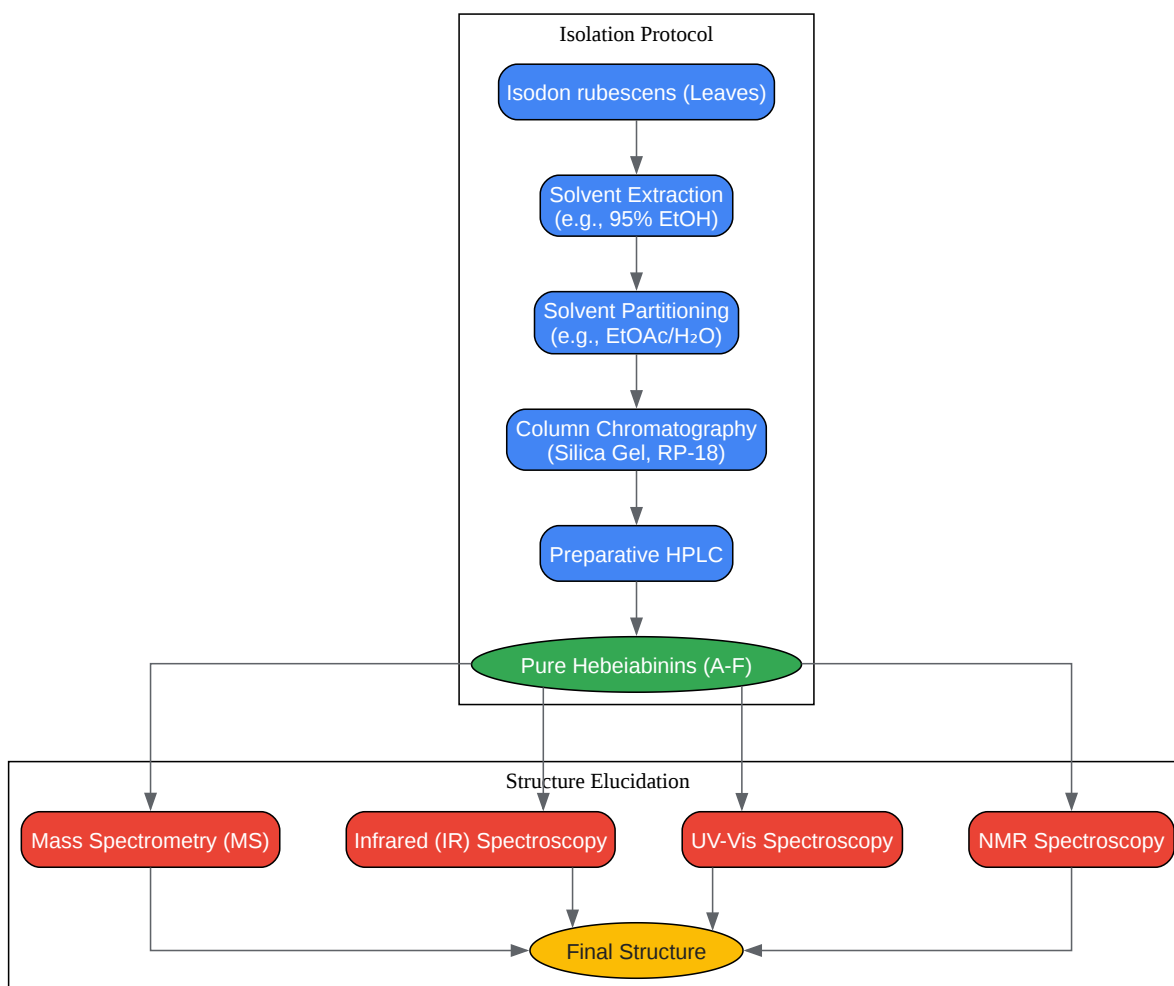 Isolation Protocol
Isodon rubescens (Leaves)
Solvent Extraction
(e.g., 95% EtOH)
Solvent Partitioning
(e.g., EtOAc/H₂O)
Column Chromatography
(Silica Gel, RP-18)
Preparative HPLC
Pure Hebeiabinins (A-F)
Structure Elucidation
Mass Spectrometry (MS)
Infrared (IR) Spectroscopy
UV-Vis Spectroscopy
NMR Spectroscopy
Final Structure